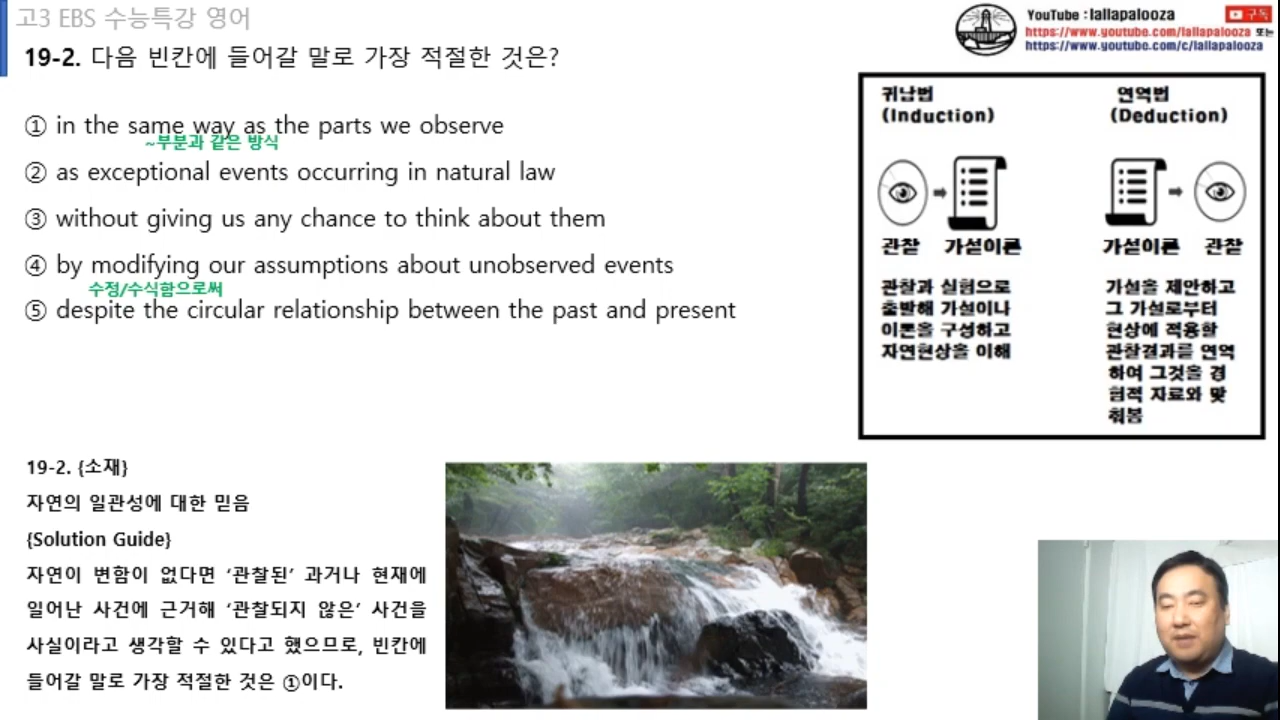 고3 EBS 수능특강 영어
19-2. 다음 빈칸에 들어갈 말로 가장 적절한 것은?
YouTube : lallapalooza
구독
https://www.youtube.com/lallapalooza 또는
https://www.youtube.com/c/lallapalooza
① in the same way as the parts we observe
~부분과 같은 방식
② as exceptional events occurring in natural law
③ without giving us any chance to think about them
④ by modifying our assumptions about unobserved events
수정/수식함으로써
⑤ despite the circular relationship between the past and present
귀납법
(Induction)
관찰 가설이론
관찰과 실험으로
출발해 가설이나
이론을 구성하고
자연현상을 이해
연역법
(Deduction)
가설이론 관찰
가설을 제안하고
그 가설로부터
현상에 적용할
관찰결과를 연역
하여 그것을 경
험적 자료와 맞
춰봄
19-2. {소재}
자연의 일관성에 대한 믿음
{Solution Guide}
자연이 변함이 없다면 ‘관찰된’ 과거나 현재에
일어난 사건에 근거해 ‘관찰되지 않은’ 사건을
사실이라고 생각할 수 있다고 했으므로, 빈칸에
들어갈 말로 가장 적절한 것은 ①이다.